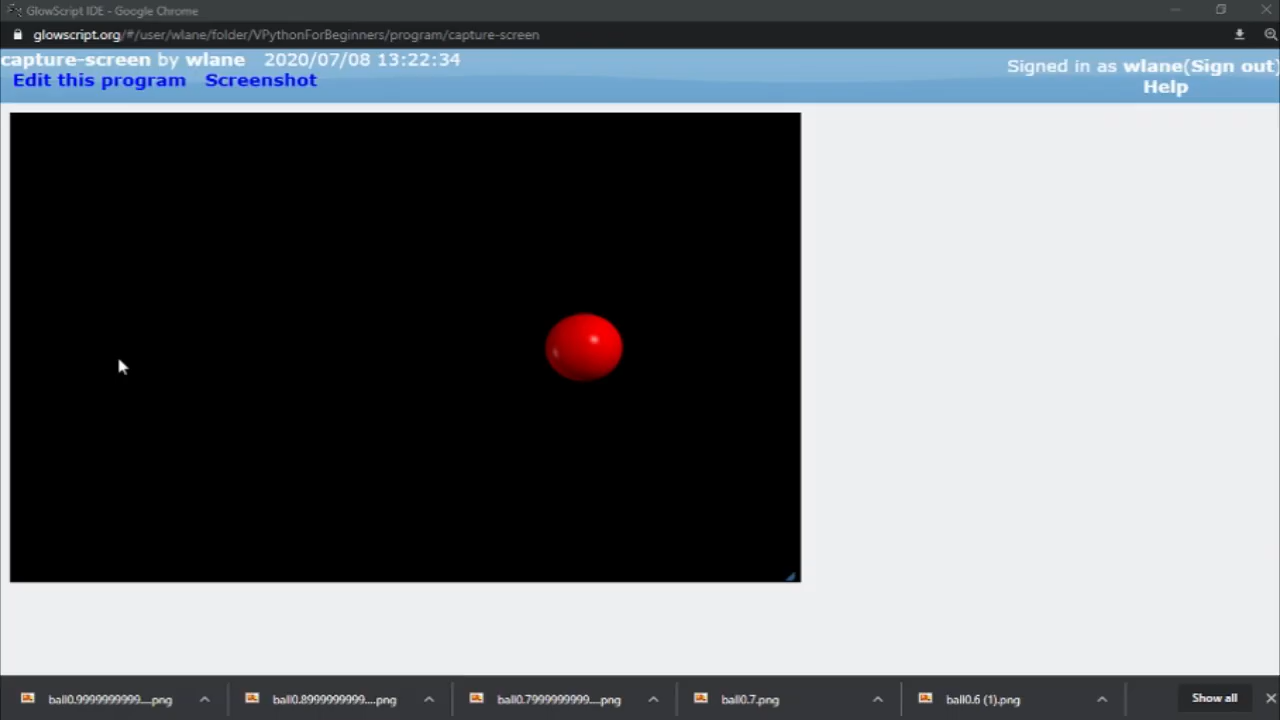 GlowScript IDE - Google Chrome
glowscript.org/#/user/wlane/folder/VPythonForBeginners/program/capture-screen
capture-screen by wlane 2020/07/08 13:22:34
Signed in as wlane(Sign out)
Edit this program Screenshot
Help
ball0.9999999999....png
ball0.8999999999....png
ball0.7999999999....png
ball0.7.png
ball0.6 (1).png
Show all